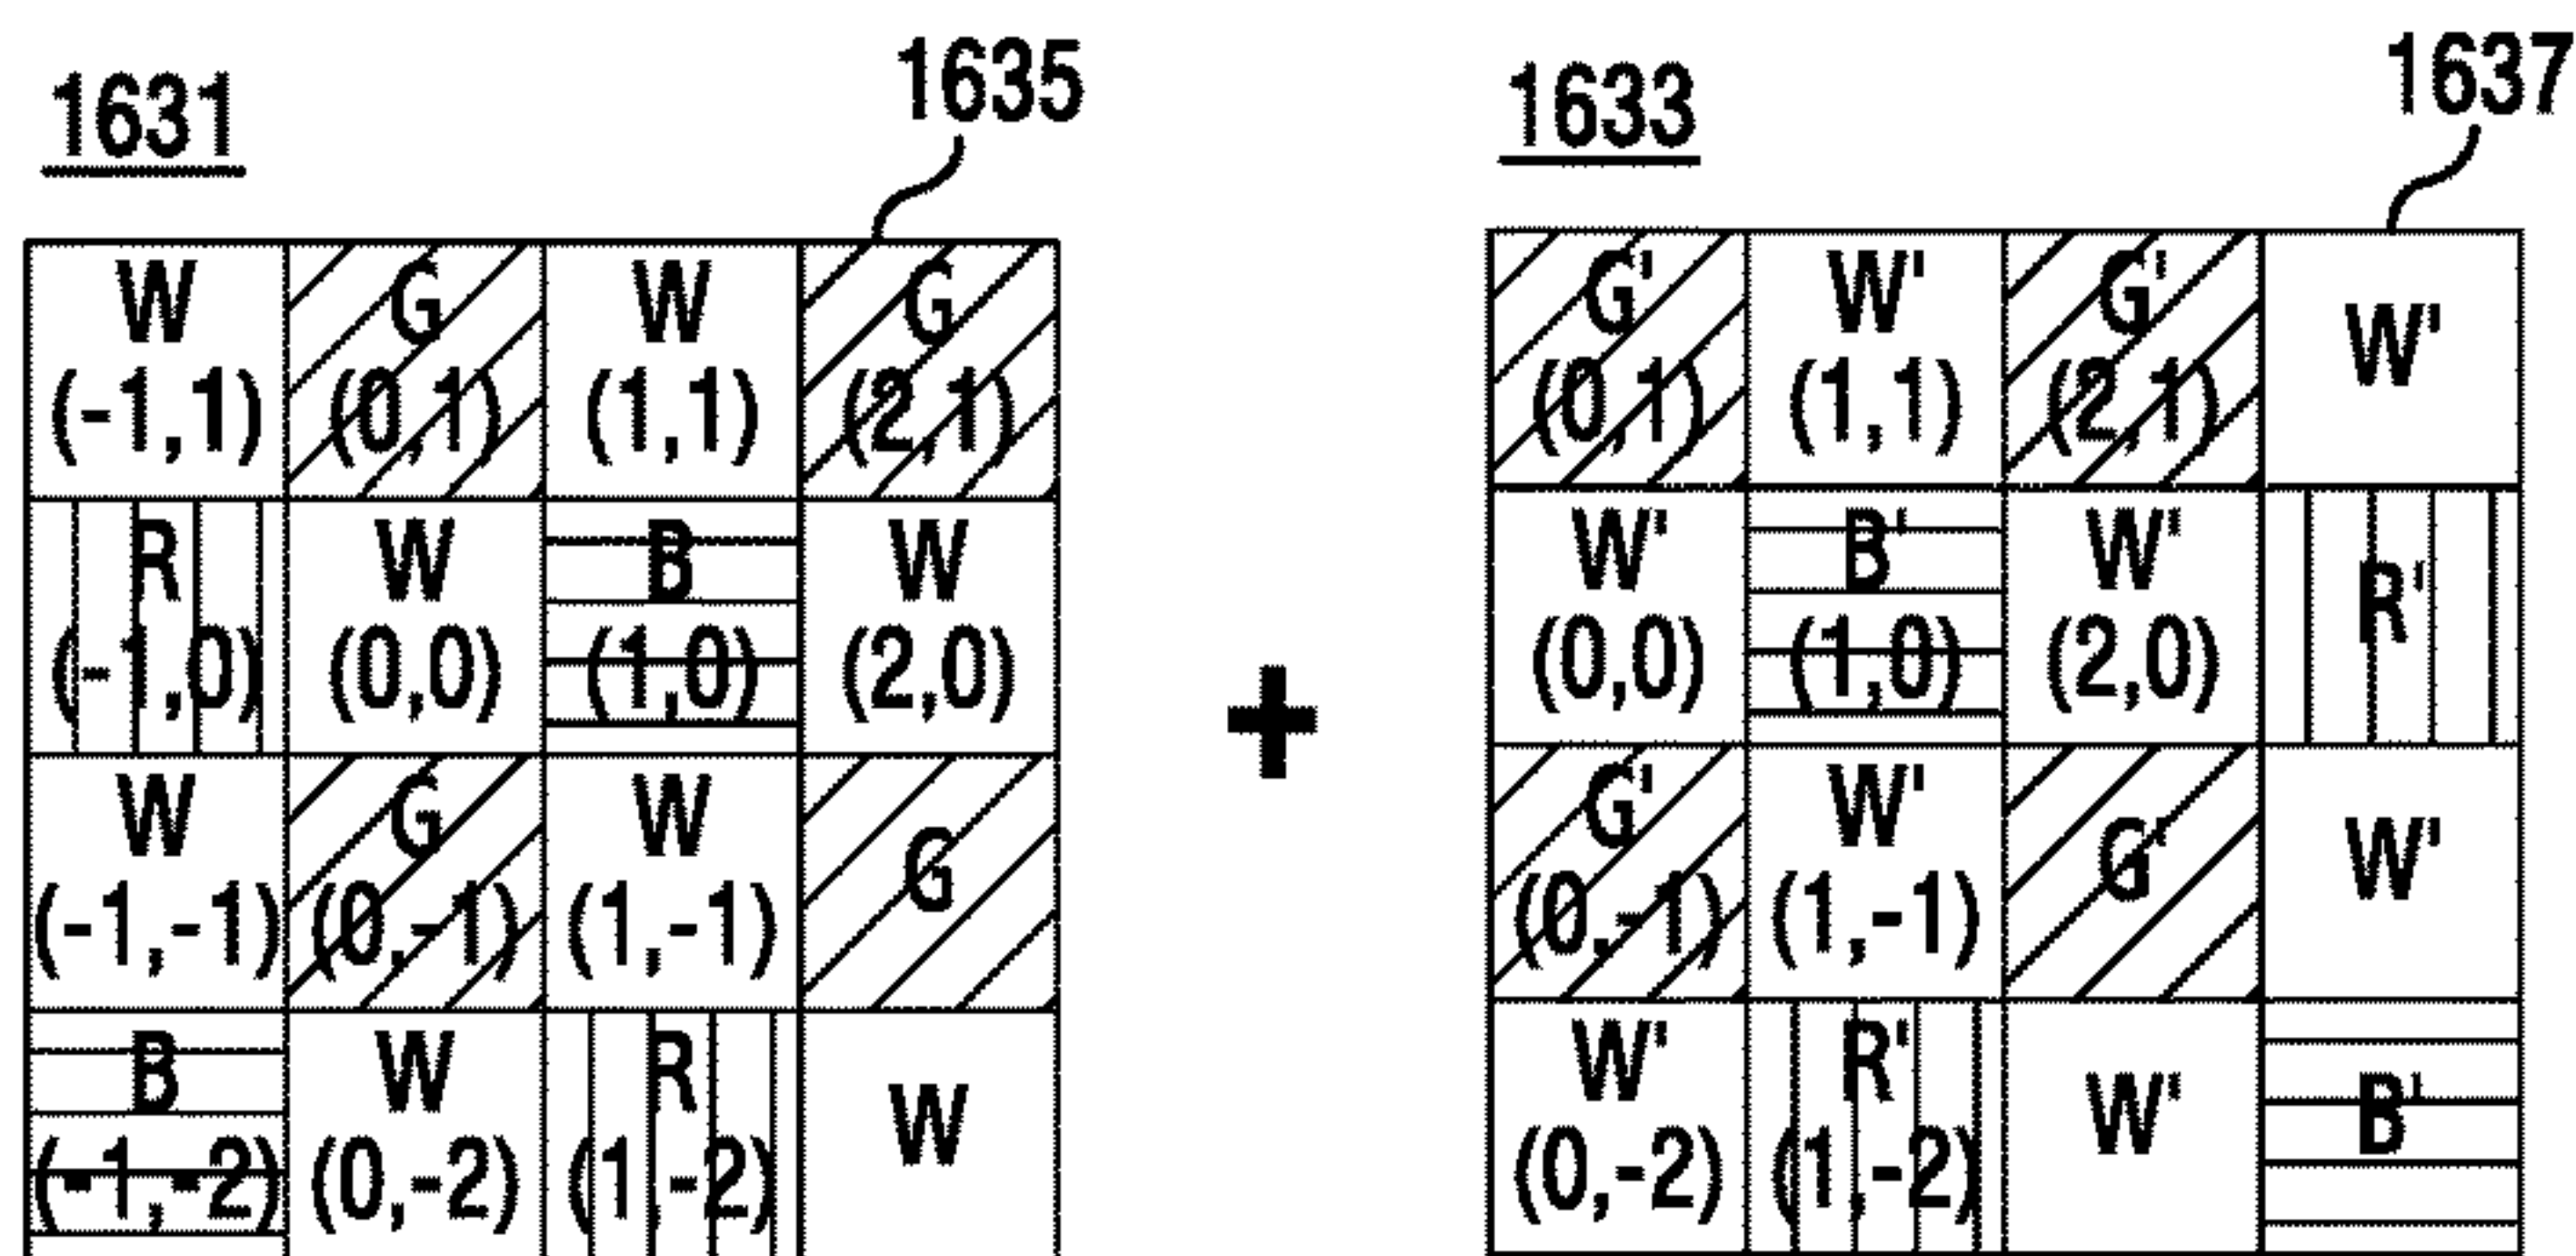 1631
1635
1633
1637
W G W G
(-1,1) (0,1) (1,1) (2,1)
R W B W
(-1,0) (0,0) (1,0) (2,0)
W G W G
(-1,-1) (0,-1) (1,-1)
B W R W
(-1,-2) (0,-2) (1,-2)
+
G' W' G' W'
(0,1) (1,1) (2,1)
W' B' W' R'
(0,0) (1,0) (2,0)
G' W' G' W'
(0,-1) (1,-1)
W' R' W' B'
(0,-2) (1,-2)